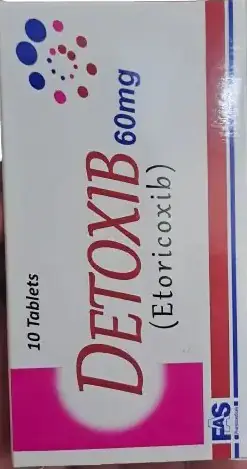 DETOXIB 60mg
(Etoricoxib)
10 Tablets
FAS